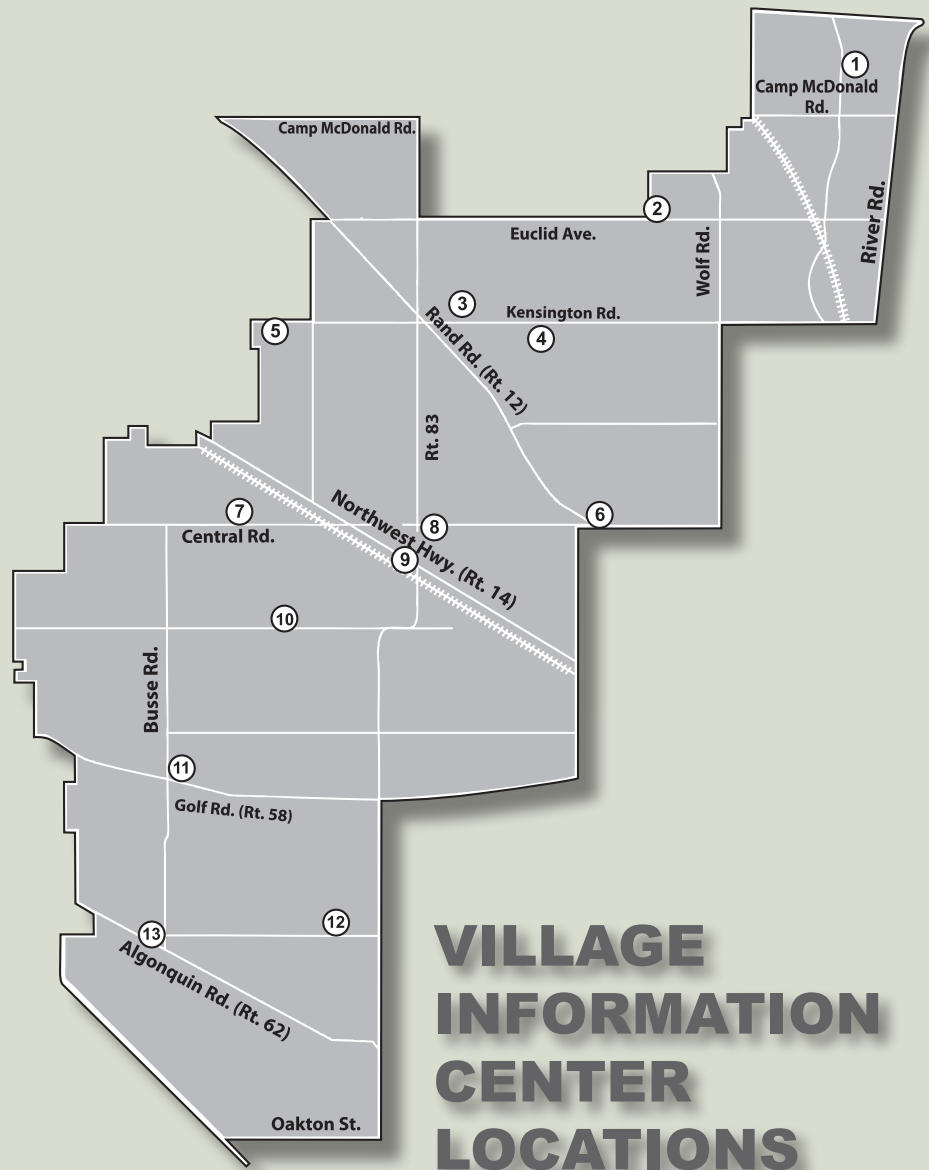 1
Camp McDonald
Rd.
Camp McDonald Rd.
River Rd.
2
Euclid Ave.
Wolf Rd.
3
Kensington Rd.
5
4
Rand Rd. (Rt. 12)
Rt. 83
Northwest Hwy. (Rt. 14)
7
8
6
Central Rd.
9
10
Busse Rd.
11
Golf Rd. (Rt. 58)
12
13
Algonquin Rd. (Rt. 62)
Oakton St.
VILLAGE
INFORMATION
CENTER
LOCATIONS